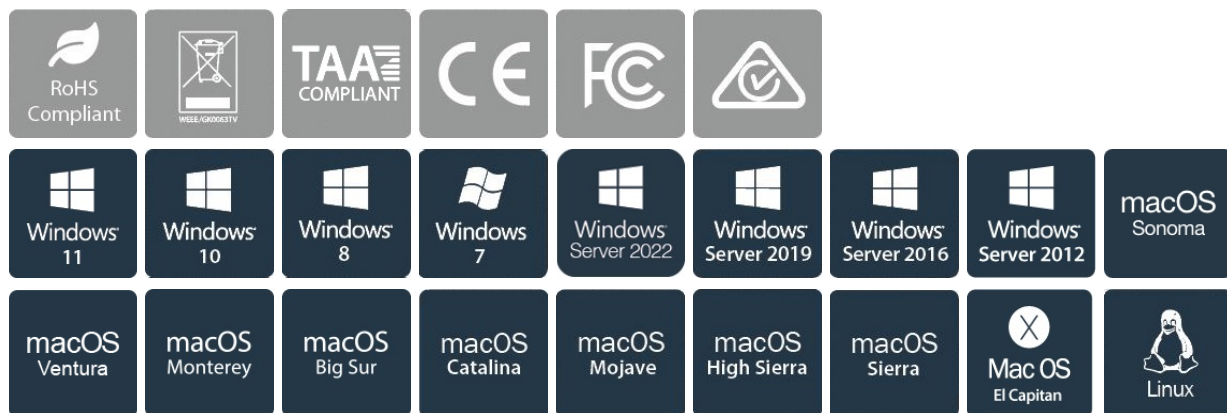 RoHS
Compliant
WEEE/GK0063TV
TAA
COMPLIANT
CE
FC
Windows
11
Windows
10
Windows
8
Windows
7
Windows
Server 2022
Windows
Server 2019
Windows
Server 2016
Windows
Server 2012
macOS
Sonoma
macOS
Ventura
macOS
Monterey
macOS
Big Sur
macOS
Catalina
macOS
Mojave
macOS
High Sierra
macOS
Sierra
X
Mac OS
El Capitan
Linux